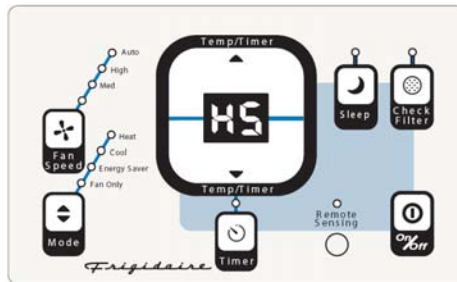 Auto
High
Med
Fan
Speed
Heat
Cool
Energy Saver
Fan Only
Mode
Temp/Timer
HS
Temp/Timer
Timer
Sleep
Check
Filter
Remote
Sensing
On/Off
Frigidaire